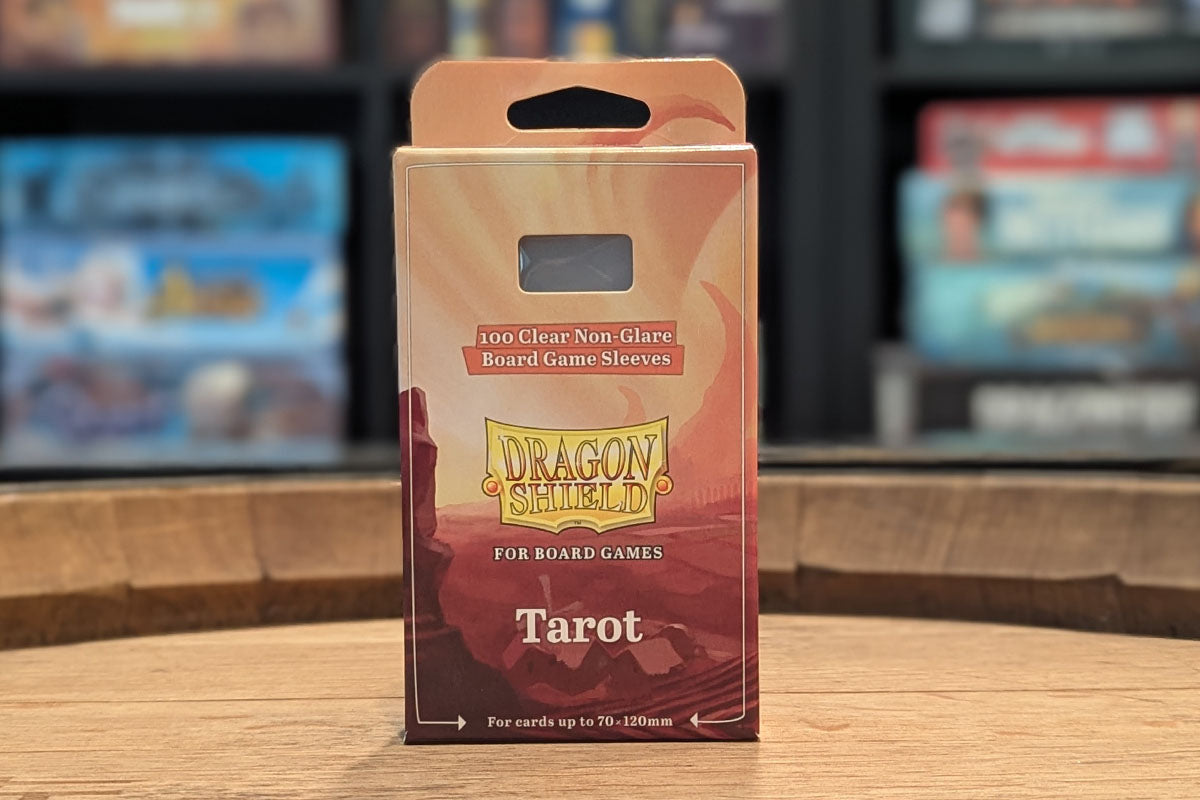 100 Clear Non-Glare
Board Game Sleeves
DRAGON
SHIELD
™
FOR BOARD GAMES
Tarot
For cards up to 70×120mm